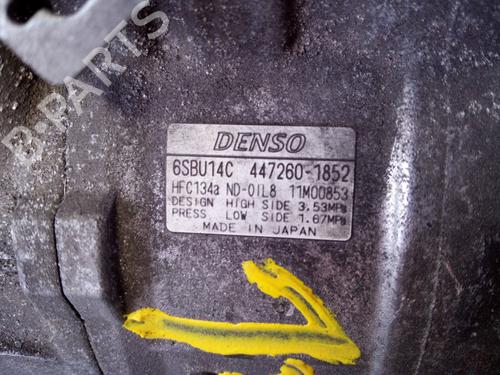 B-PARTS
DENSO
6SBU14C 447260-1852
HFC134a ND-OIL8 11M00853
DESIGN HIGH SIDE 3.53MPa
PRESS LOW SIDE 1.67MPa
MADE IN JAPAN